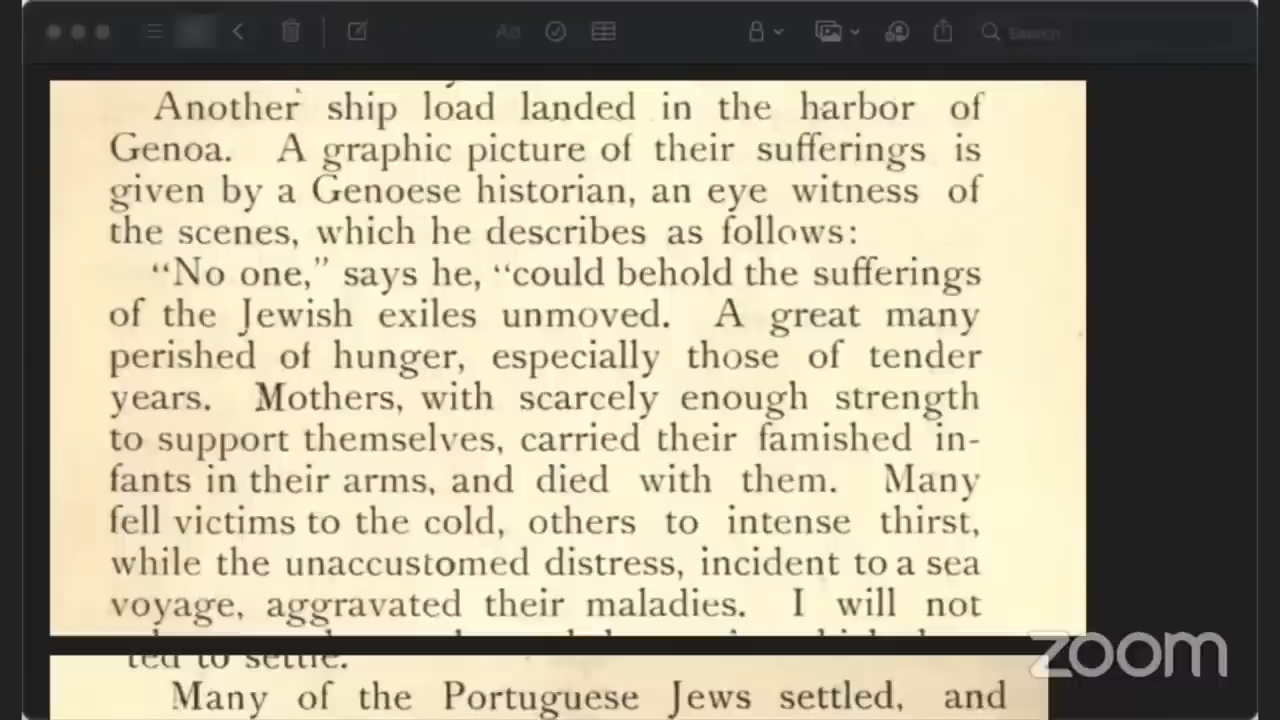 Aa
Search
Another ship load landed in the harbor of
Genoa. A graphic picture of their sufferings is
given by a Genoese historian, an eye witness of
the scenes, which he describes as follows:
“No one,” says he, “could behold the sufferings
of the Jewish exiles unmoved. A great many
perished of hunger, especially those of tender
years. Mothers, with scarcely enough strength
to support themselves, carried their famished in-
fants in their arms, and died with them. Many
fell victims to the cold, others to intense thirst,
while the unaccustomed distress, incident to a sea
voyage, aggravated their maladies. I will not
zoom
ted to settle.
Many of the Portuguese Jews settled, and